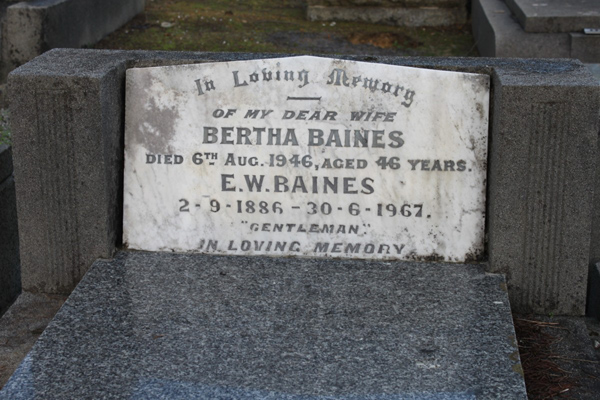 In Loving Memory
OF MY DEAR WIFE
BERTHA BAINES
DIED 6TH AUG. 1946, AGED 46 YEARS.
E.W. BAINES
2-9-1886 - 30-6-1967.
"GENTLEMAN."
IN LOVING MEMORY